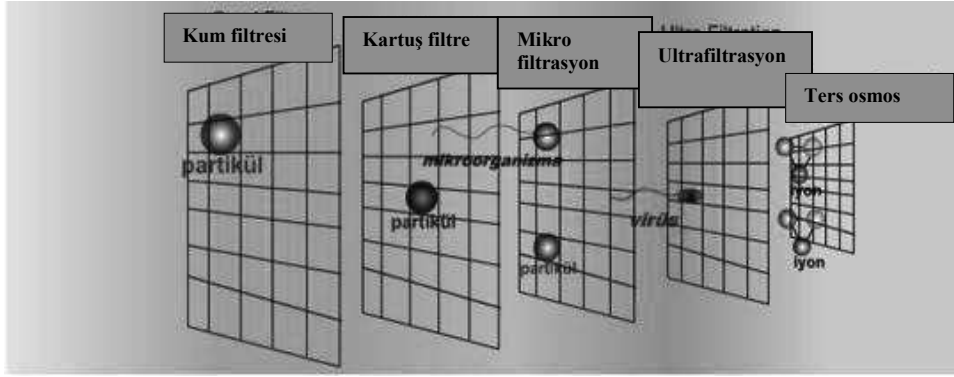 Kum filtresi
Kartuş filtre
Mikro
filtrasyon
Ultrafiltrasyon
Ters osmos
partikül
mikroorganizma
partikül
partikül
virüs
iyon
iyon